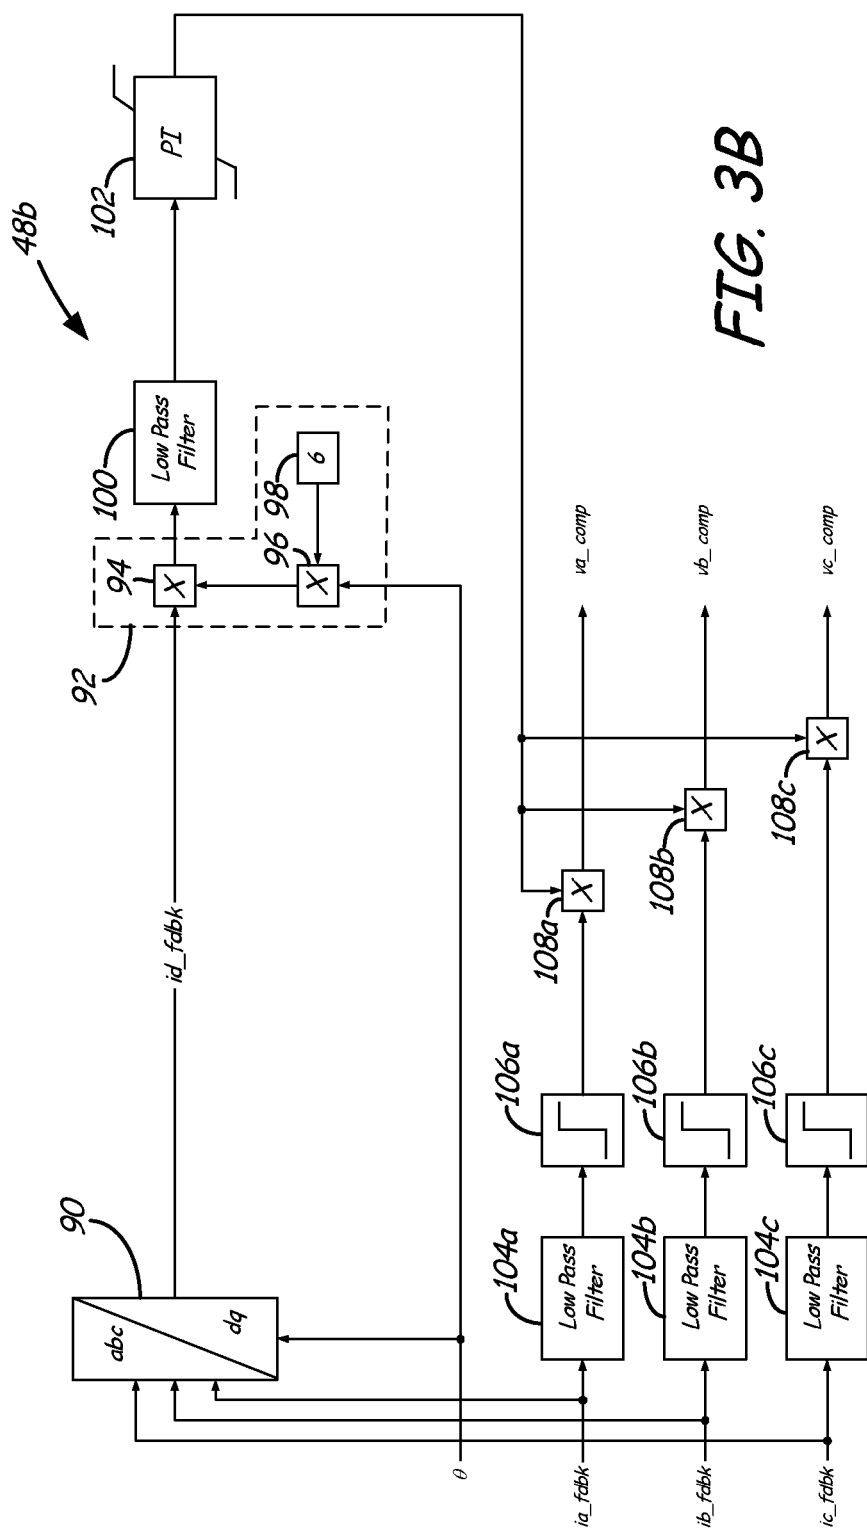 48b
90
abc
dq
id_fdbk
92
94
X
96
X
98
6
100
Low Pass
Filter
102
PI
θ
ia_fdbk
104a
Low Pass
Filter
106a
108a
X
va_comp
ib_fdbk
104b
Low Pass
Filter
106b
108b
X
vb_comp
ic_fdbk
104c
Low Pass
Filter
106c
108c
X
vc_comp
FIG. 3B